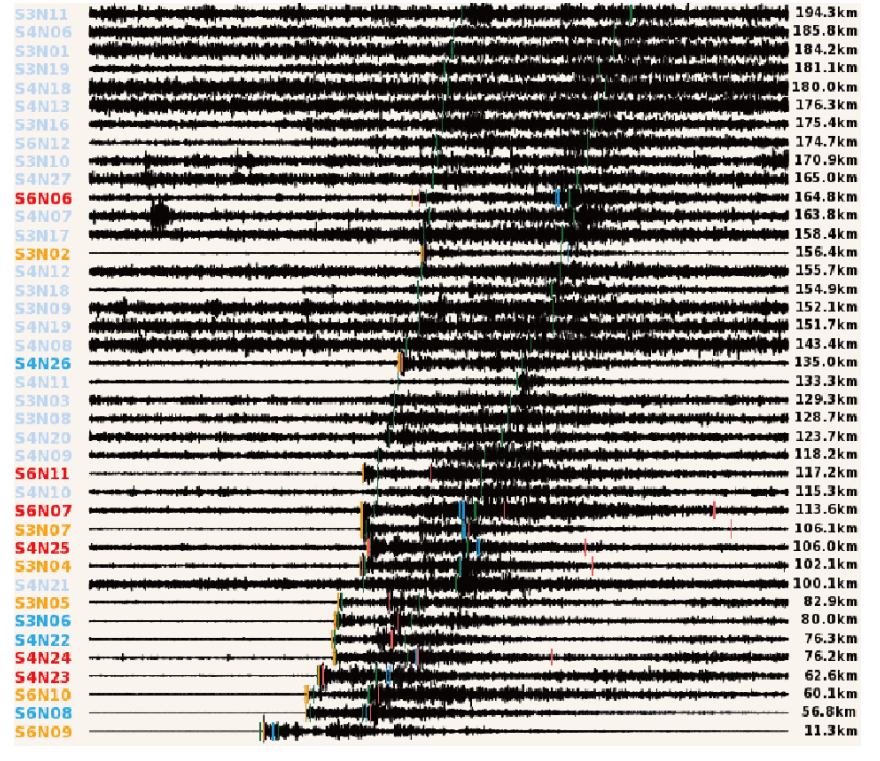 S3N11 194.3km
S4N06 185.8km
S3N01 184.2km
S3N19 181.1km
S4N18 180.0km
S4N13 176.3km
S3N16 175.4km
S6N12 174.7km
S3N10 170.9km
S4N27 165.0km
S6N06 164.8km
S4N07 163.8km
S3N17 158.4km
S3N02 156.4km
S4N12 155.7km
S3N18 154.9km
S3N09 152.1km
S4N19 151.7km
S4N08 143.4km
S4N26 135.0km
S4N11 133.3km
S3N03 129.3km
S3N08 128.7km
S4N20 123.7km
S4N09 118.2km
S6N11 117.2km
S4N10 115.3km
S6N07 113.6km
S3N07 106.1km
S4N25 106.0km
S3N04 102.1km
S4N21 100.1km
S3N05 82.9km
S3N06 80.0km
S4N22 76.3km
S4N24 76.2km
S4N23 62.6km
S6N10 60.1km
S6N08 56.8km
S6N09 11.3km